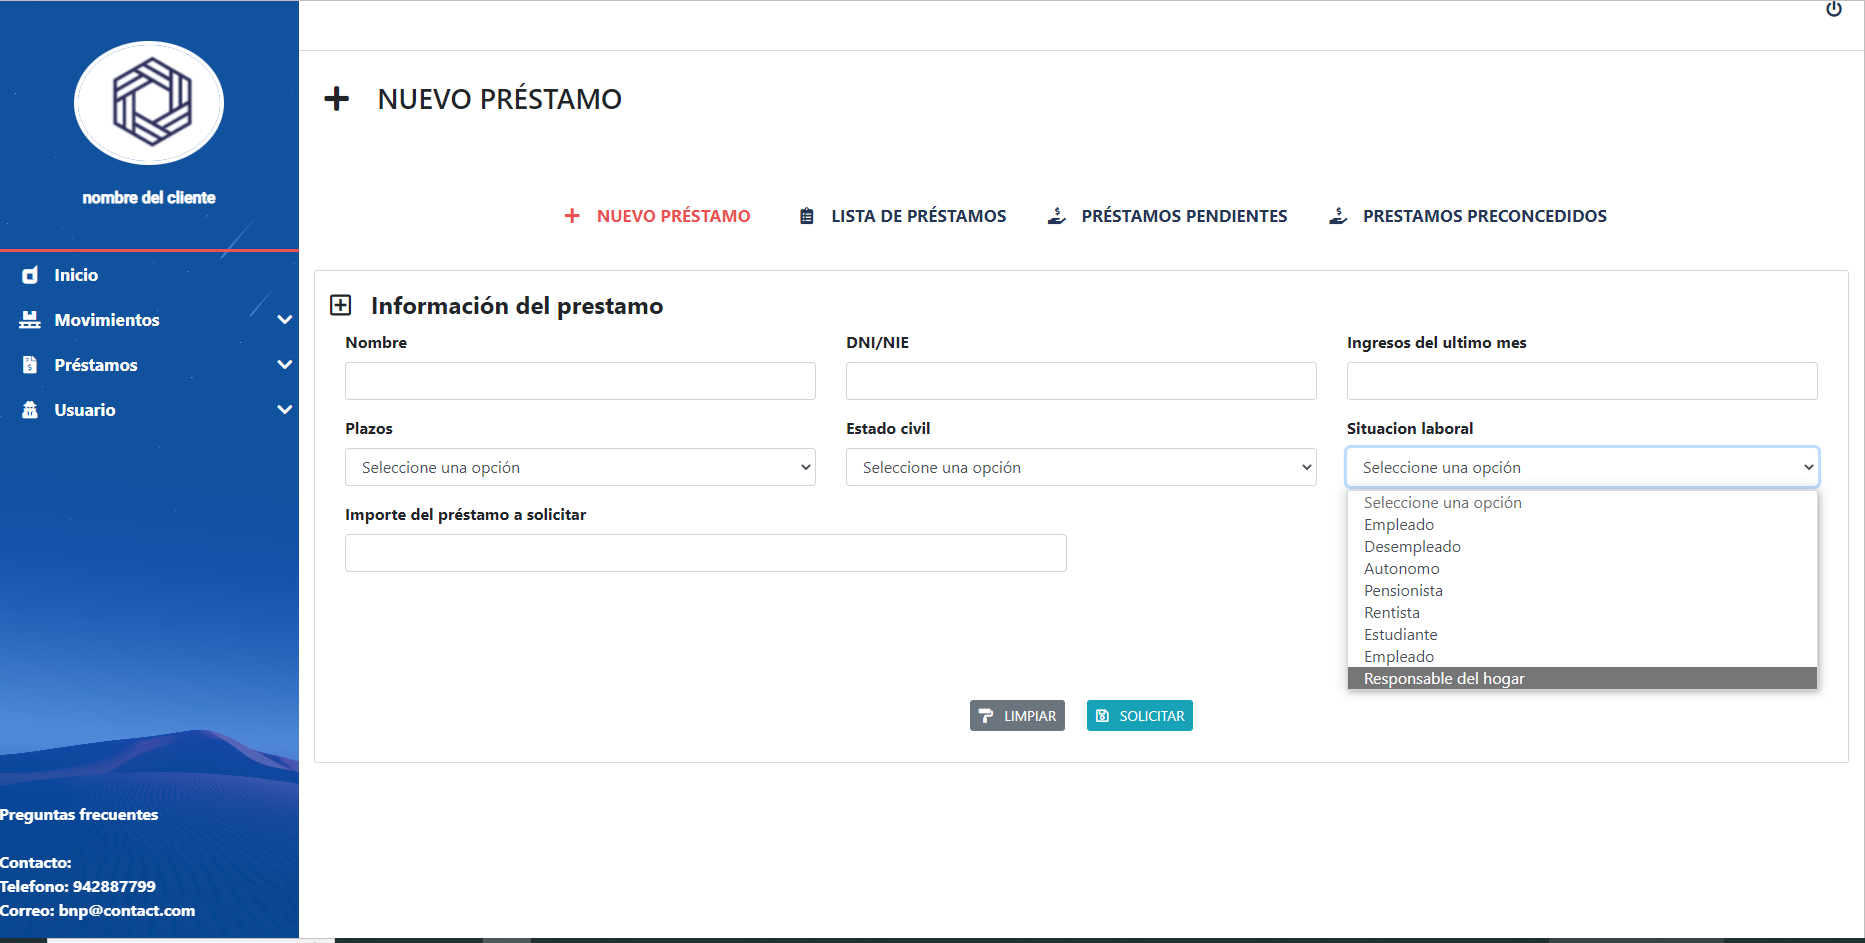 nombre del cliente
Inicio
Movimientos
Préstamos
Usuario
Preguntas frecuentes
Contacto:
Telefono: 942887799
Correo: bnp@contact.com
NUEVO PRÉSTAMO
NUEVO PRÉSTAMO
LISTA DE PRÉSTAMOS
PRÉSTAMOS PENDIENTES
PRESTAMOS PRECONCEDIDOS
Información del prestamo
Nombre
DNI/NIE
Ingresos del ultimo mes
Plazos
Estado civil
Situacion laboral
Seleccione una opción
Seleccione una opción
Seleccione una opción
Seleccione una opción
Empleado
Desempleado
Autonomo
Pensionista
Rentista
Estudiante
Empleado
Responsable del hogar
Importe del préstamo a solicitar
LIMPIAR
SOLICITAR